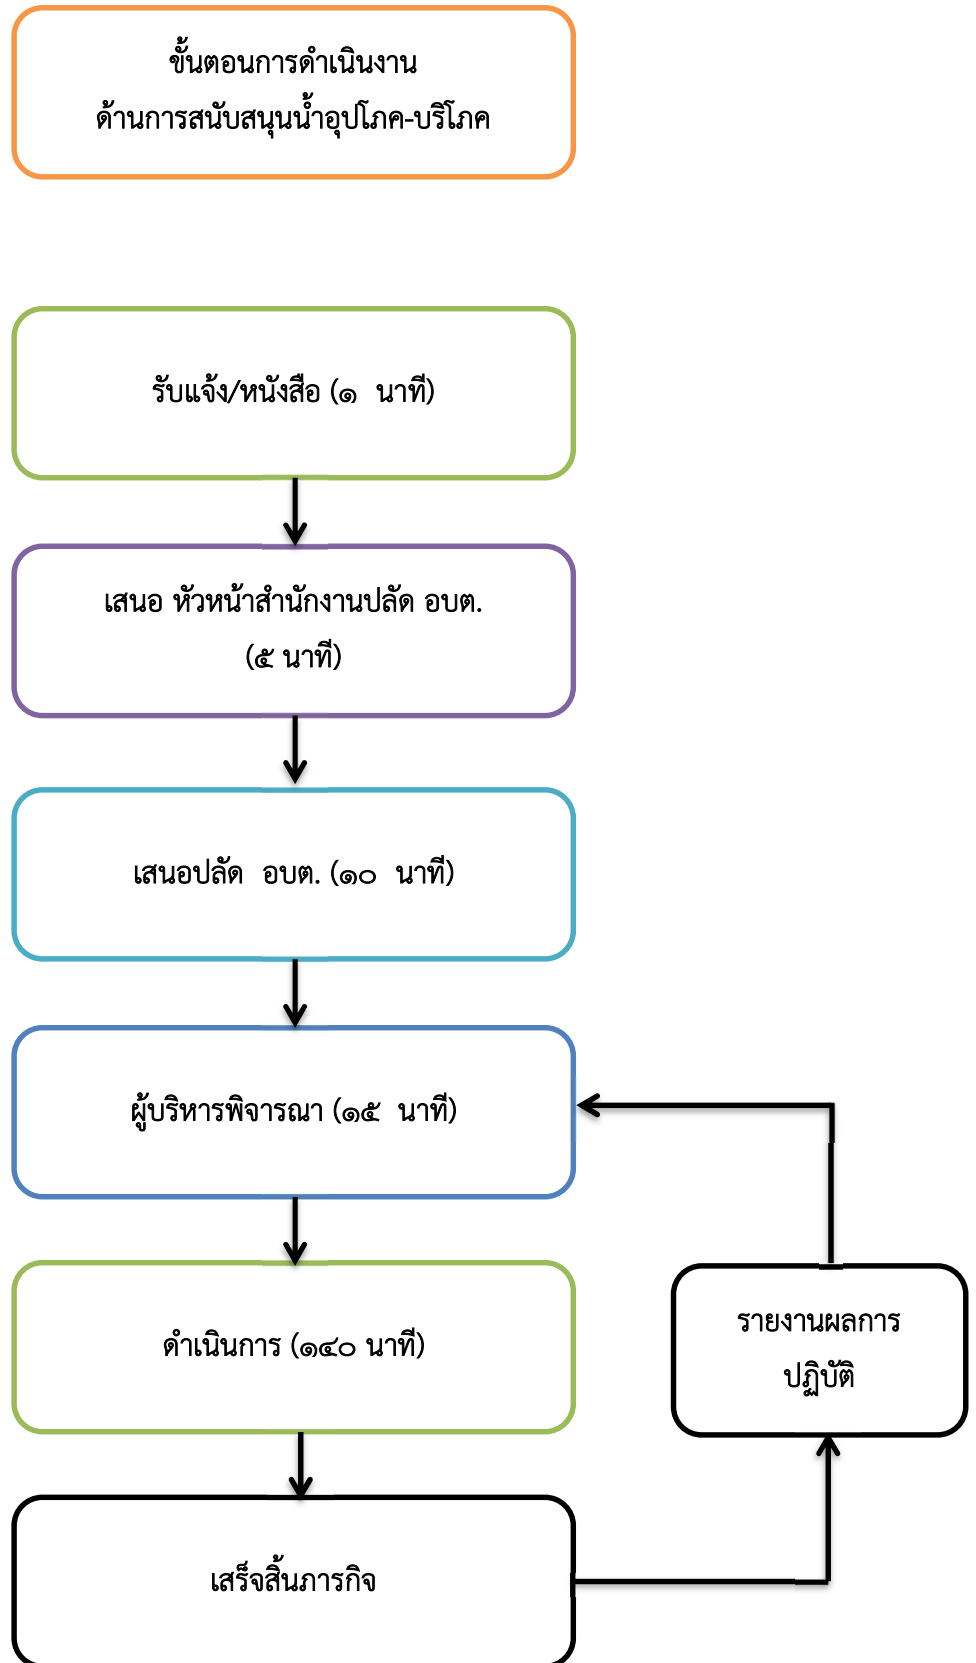 ขั้นตอนการดำเนินงาน
ด้านการสนับสนุนน้ำอุปโภค-บริโภค
รับแจ้ง/หนังสือ (๑ นาที)
เสนอ หัวหน้าสำนักงานปลัด อบต.
(๕ นาที)
เสนอปลัด อบต. (๑๐ นาที)
ผู้บริหารพิจารณา (๑๕ นาที)
ดำเนินการ (๑๔๐ นาที)
รายงานผลการ
ปฏิบัติ
เสร็จสิ้นภารกิจ